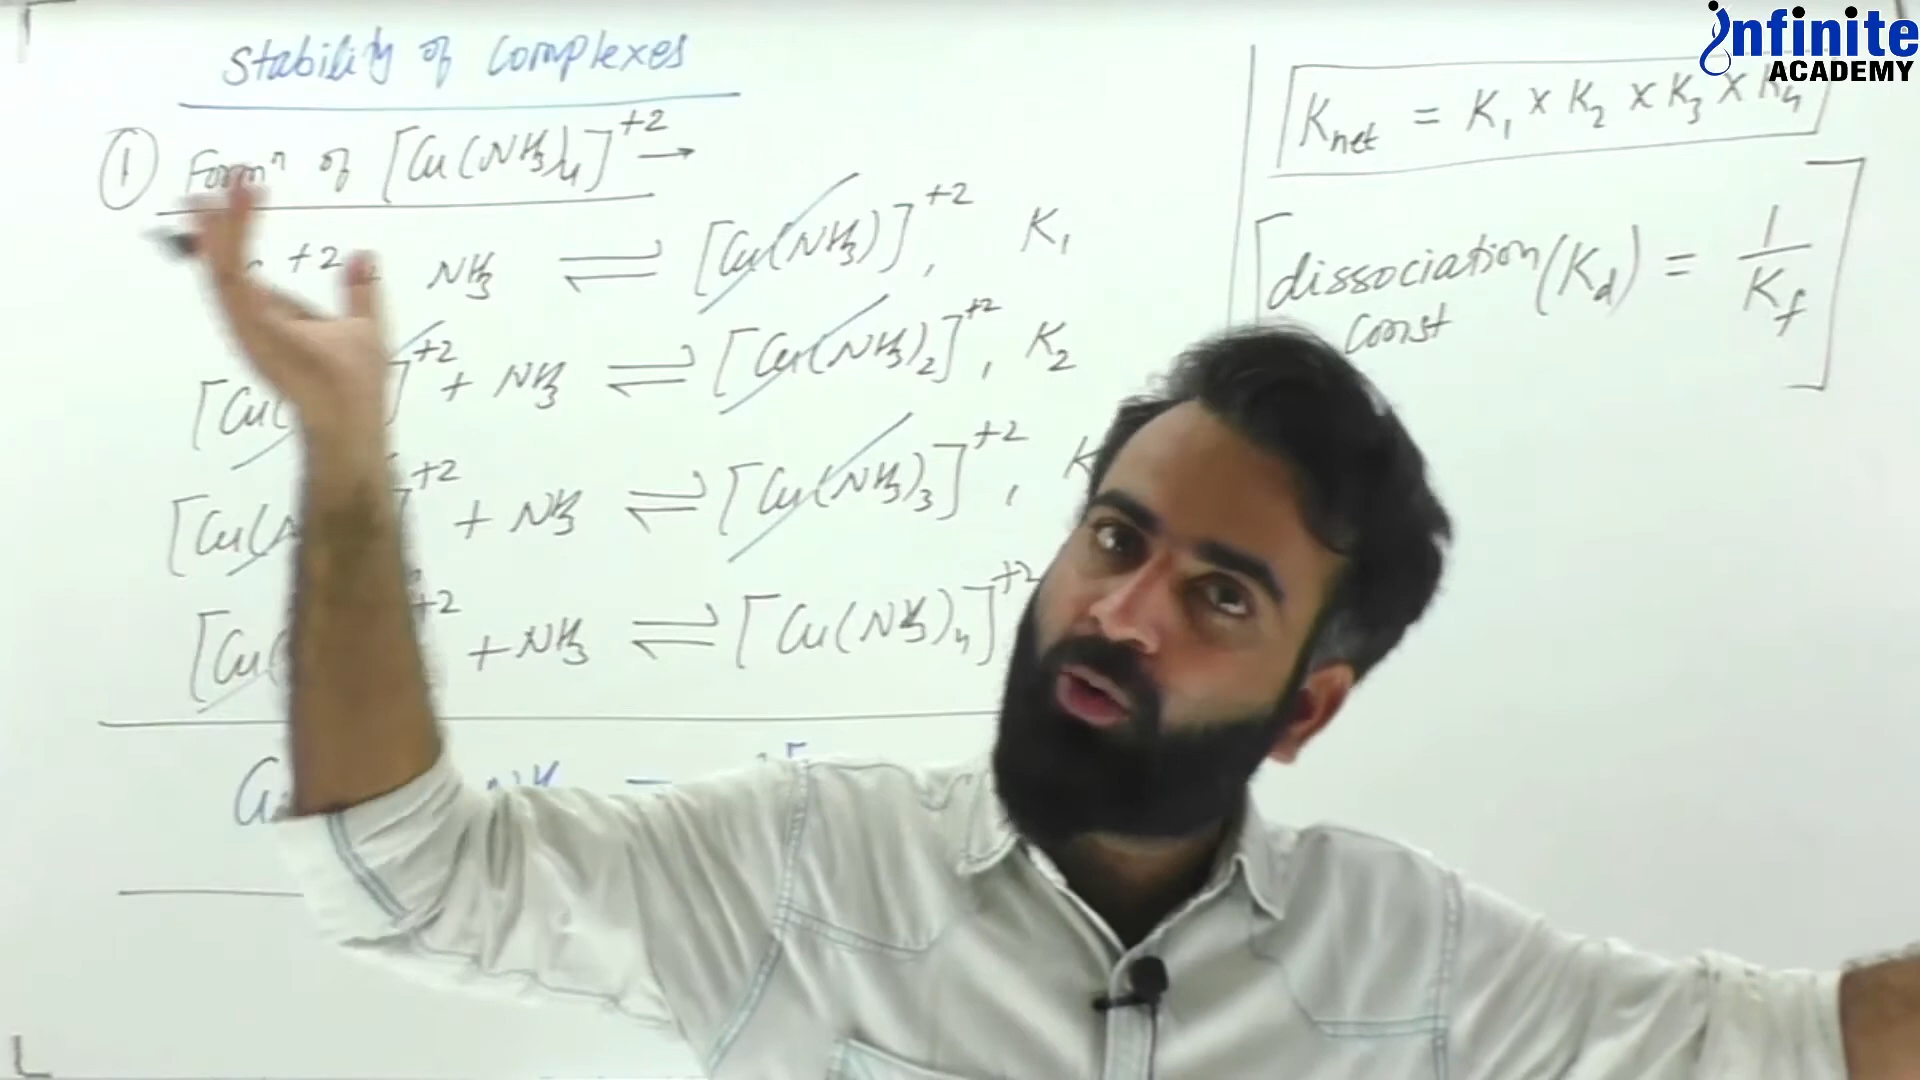 infinite
ACADEMY
Stability of Complexes
① Formⁿ of [Cu(NH₃)₄]⁺² →
+2 NH₃ ⇌ [Cu(NH₃)]⁺², K₁
[Cu( ]⁺² + NH₃ ⇌ [Cu(NH₃)₂]⁺², K₂
[Cu( ]⁺² + NH₃ ⇌ [Cu(NH₃)₃]⁺², K
[Cu( +2 + NH₃ ⇌ [Cu(NH₃)₄]⁺²
K_net = K₁ × K₂ × K₃ × K₄
[dissociation (K_d) = 1/K_f]
const